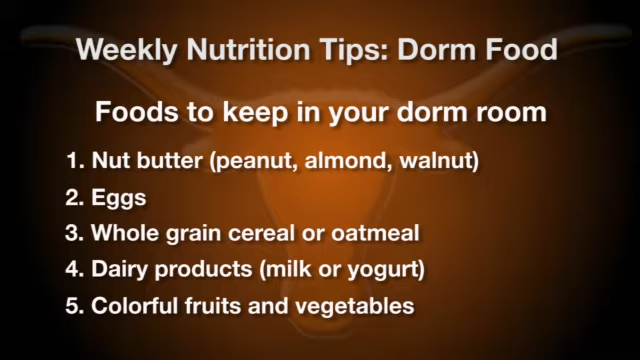 Weekly Nutrition Tips: Dorm Food
Foods to keep in your dorm room
1. Nut butter (peanut, almond, walnut)
2. Eggs
3. Whole grain cereal or oatmeal
4. Dairy products (milk or yogurt)
5. Colorful fruits and vegetables